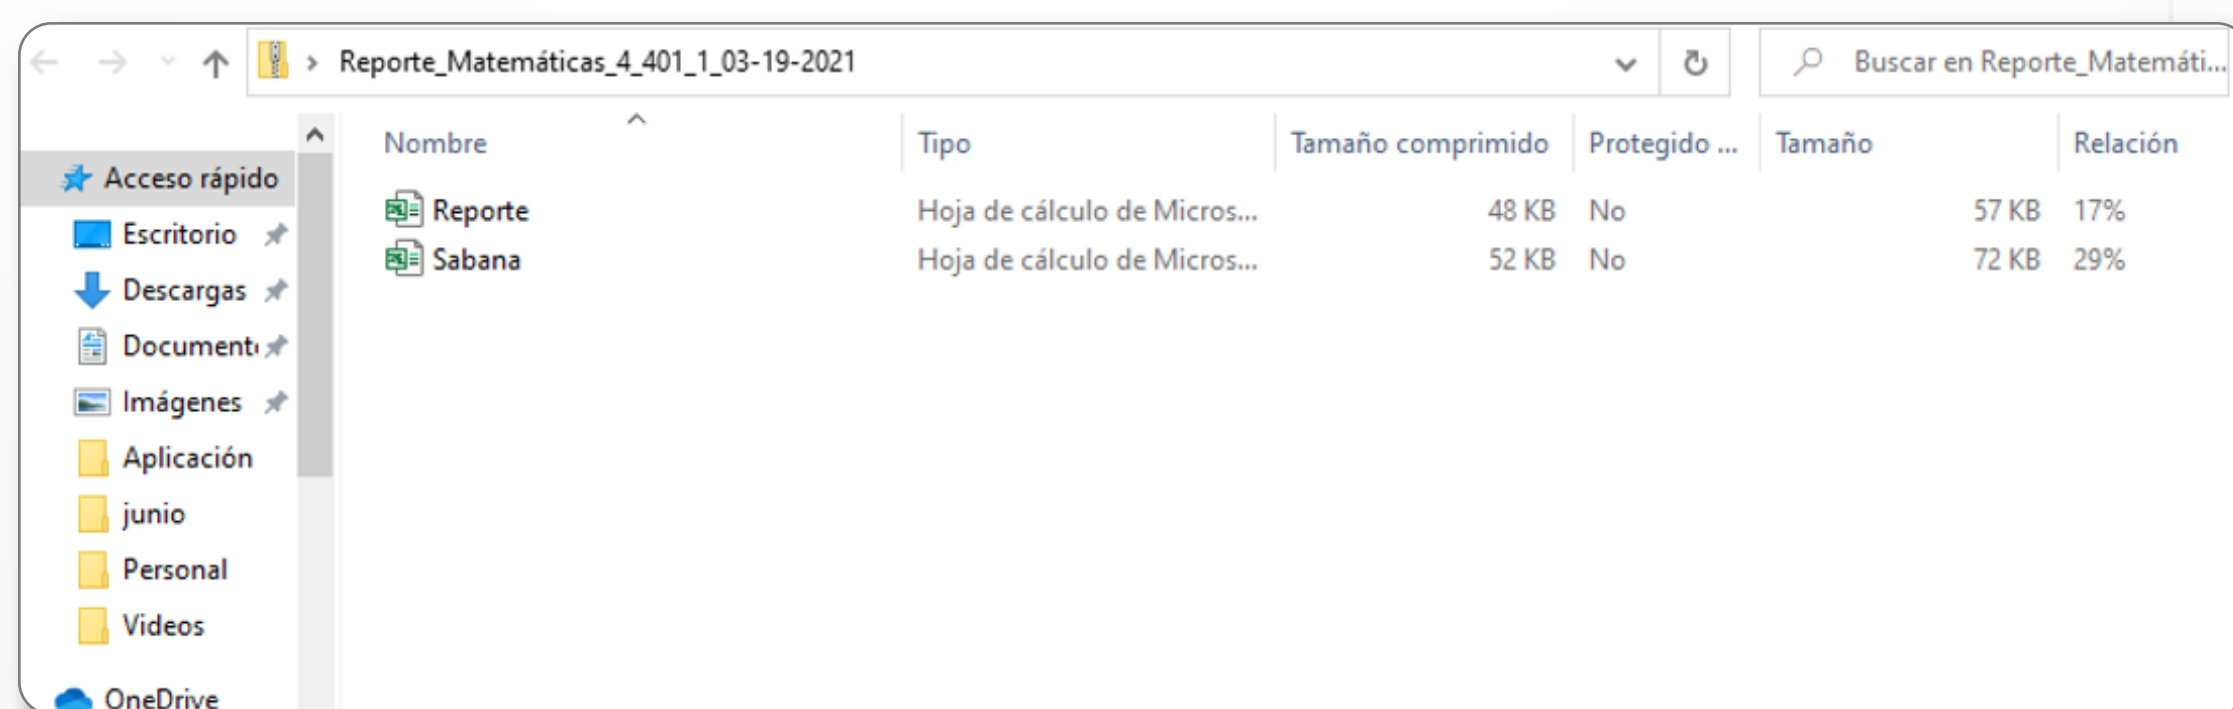 Reporte_Matemáticas_4_401_1_03-19-2021
Buscar en Reporte_Matemáti...
Nombre Tipo Tamaño comprimido Protegido ... Tamaño Relación
Acceso rápido
Escritorio
Descargas
Document
Imágenes
Aplicación
junio
Personal
Videos
OneDrive
Reporte Hoja de cálculo de Micros... 48 KB No 57 KB 17%
Sabana Hoja de cálculo de Micros... 52 KB No 72 KB 29%